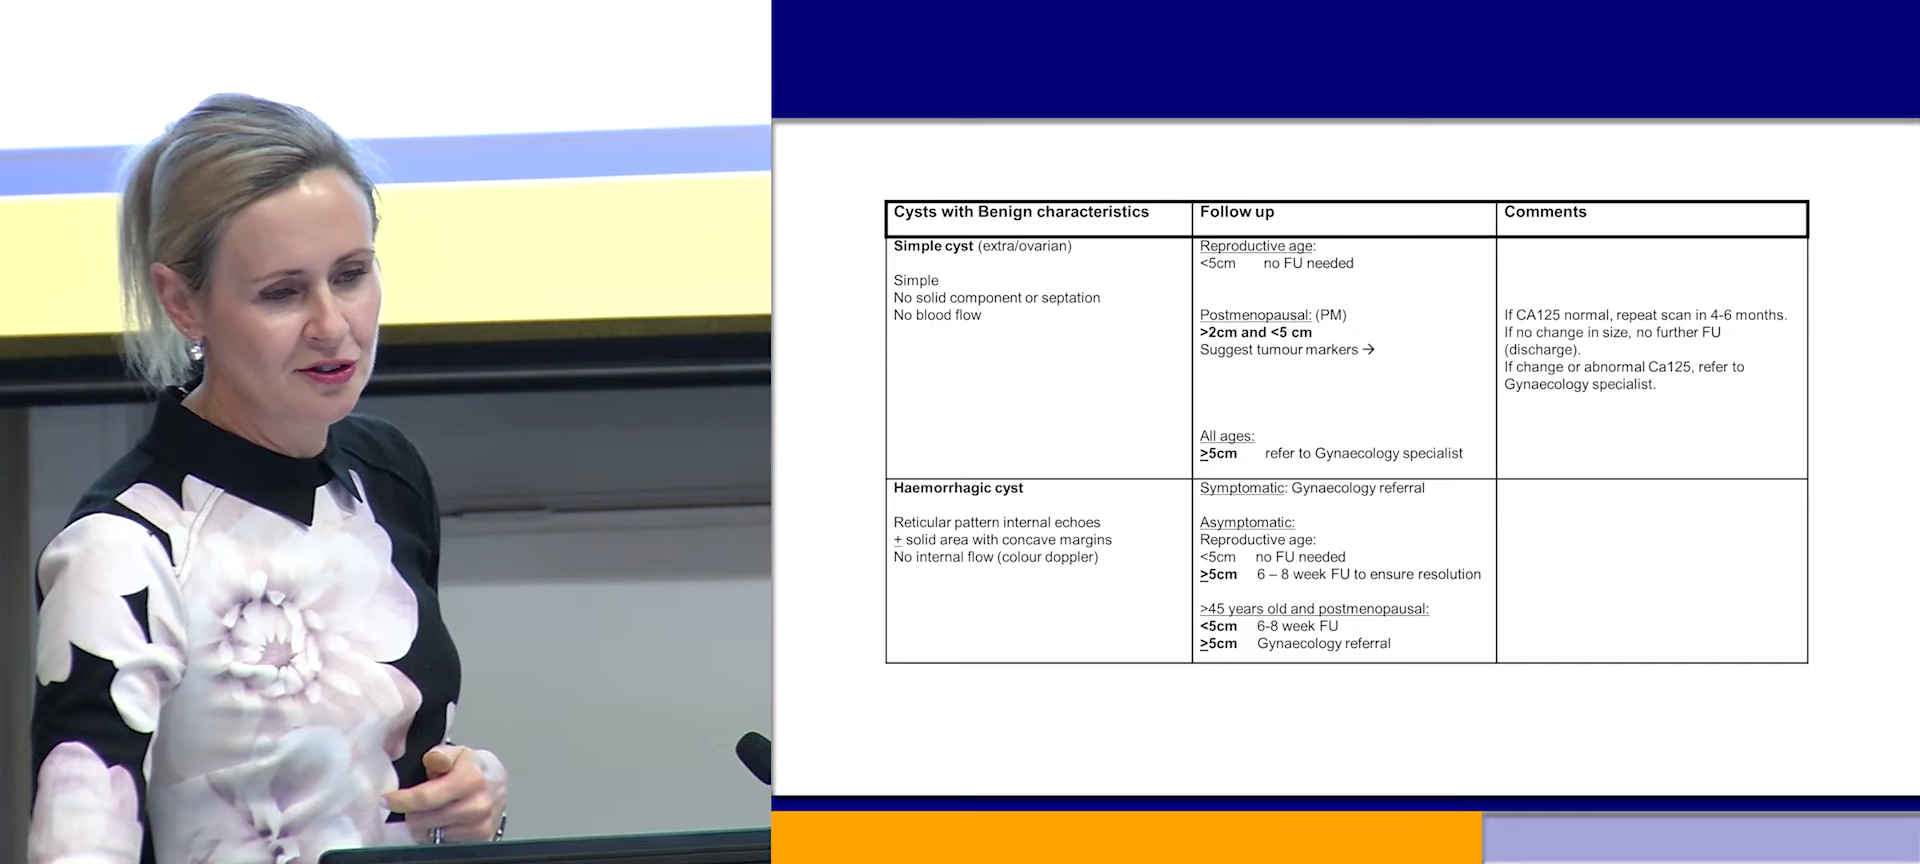 Cysts with Benign characteristics
Follow up
Comments
Simple cyst (extra/ovarian)
Simple
No solid component or septation
No blood flow
Reproductive age:
<5cm no FU needed
Postmenopausal: (PM)
>2cm and <5 cm
Suggest tumour markers →
All ages:
≥5cm refer to Gynaecology specialist
If CA125 normal, repeat scan in 4-6 months.
If no change in size, no further FU
(discharge).
If change or abnormal Ca125, refer to
Gynaecology specialist.
Haemorrhagic cyst
Reticular pattern internal echoes
± solid area with concave margins
No internal flow (colour doppler)
Symptomatic: Gynaecology referral
Asymptomatic:
Reproductive age:
<5cm no FU needed
≥5cm 6 – 8 week FU to ensure resolution
>45 years old and postmenopausal:
<5cm 6-8 week FU
≥5cm Gynaecology referral